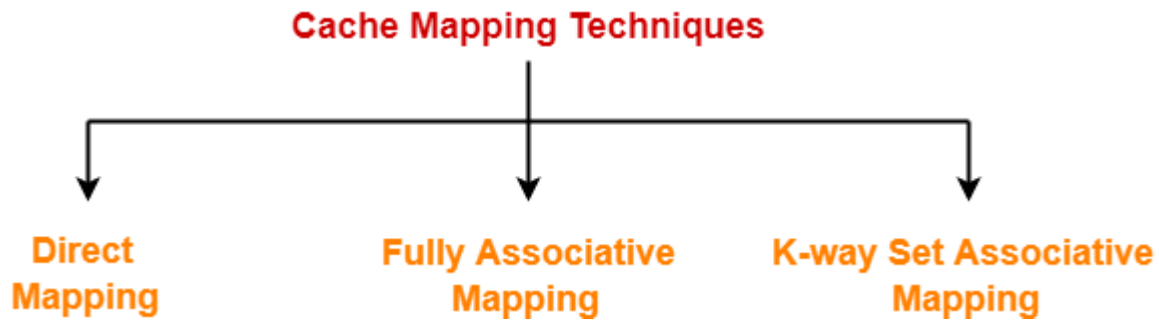 Cache Mapping Techniques
Direct
Mapping
Fully Associative
Mapping
K-way Set Associative
Mapping